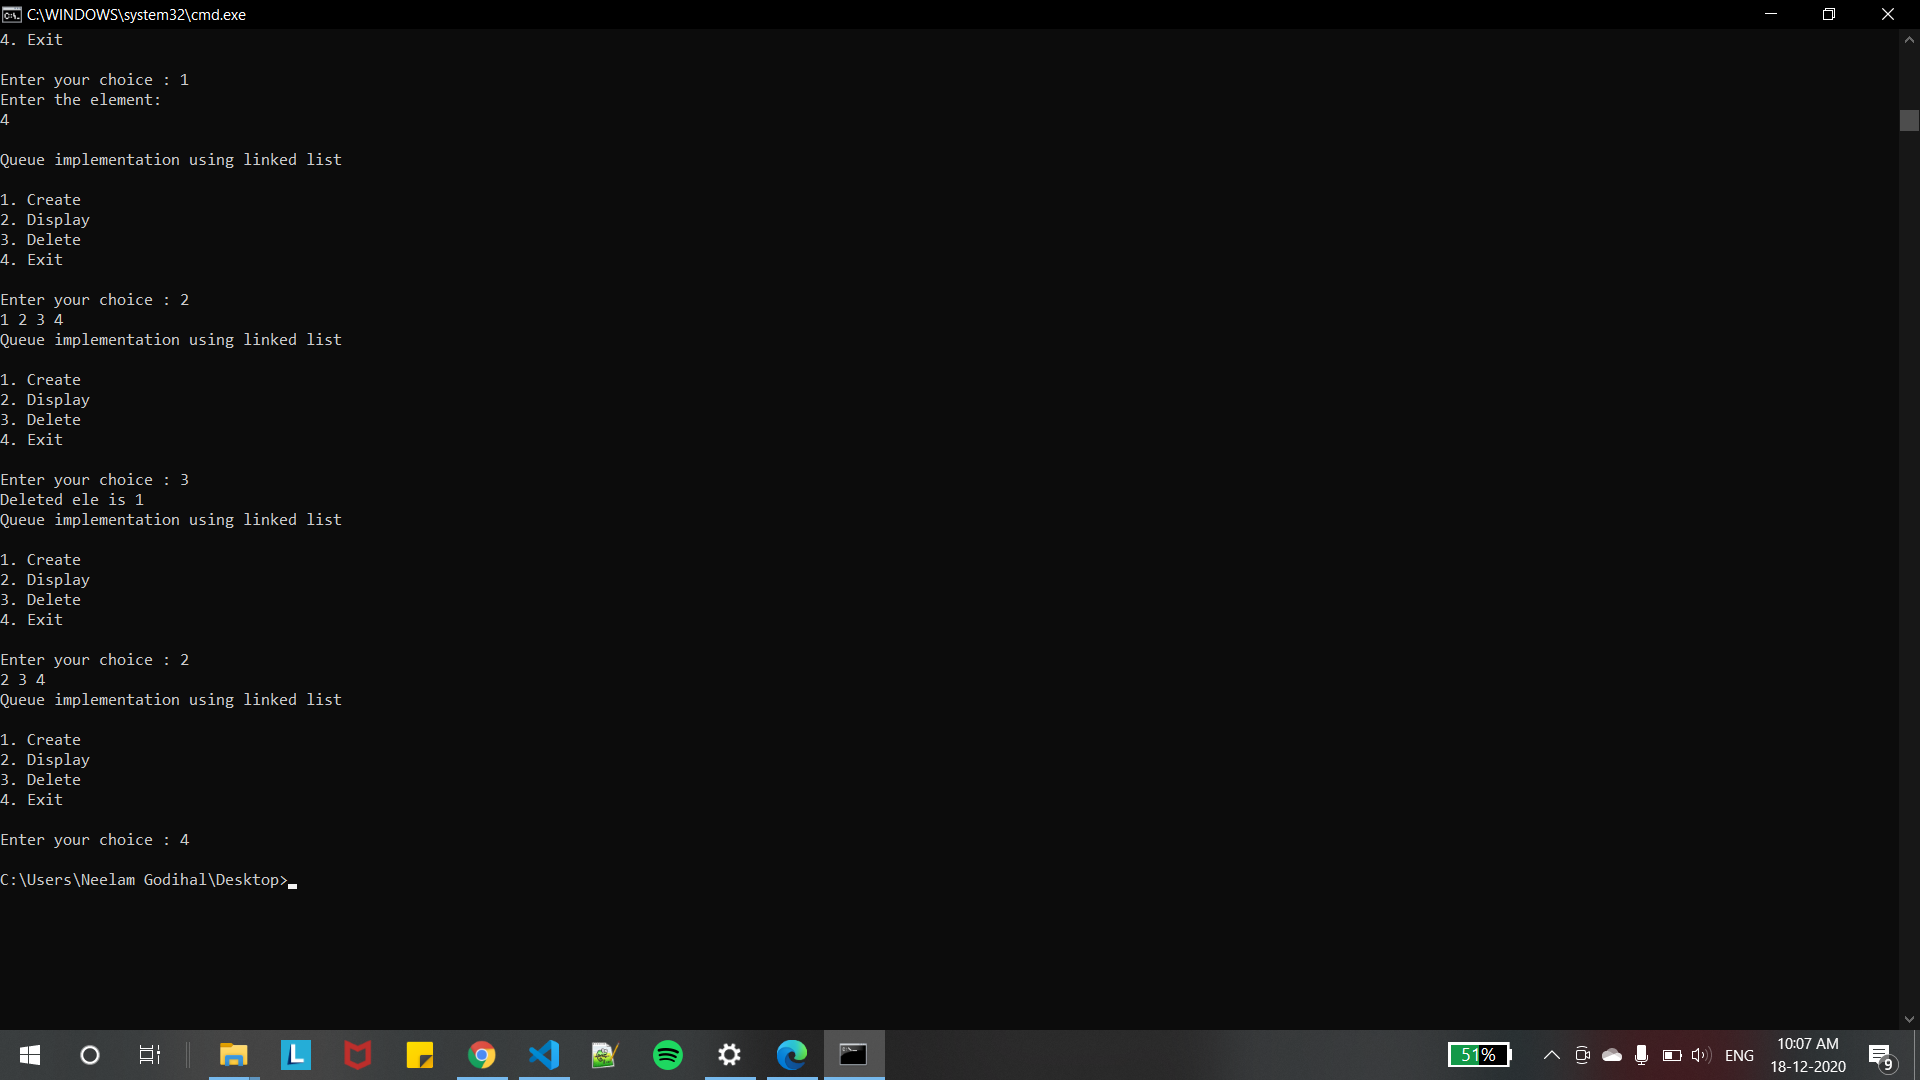 C:\WINDOWS\system32\cmd.exe
4. Exit
Enter your choice : 1
Enter the element:
4
Queue implementation using linked list
1. Create
2. Display
3. Delete
4. Exit
Enter your choice : 2
1 2 3 4
Queue implementation using linked list
1. Create
2. Display
3. Delete
4. Exit
Enter your choice : 3
Deleted ele is 1
Queue implementation using linked list
1. Create
2. Display
3. Delete
4. Exit
Enter your choice : 2
2 3 4
Queue implementation using linked list
1. Create
2. Display
3. Delete
4. Exit
Enter your choice : 4
C:\Users\Neelam Godihal\Desktop>
L
51%
ENG
10:07 AM
18-12-2020
9